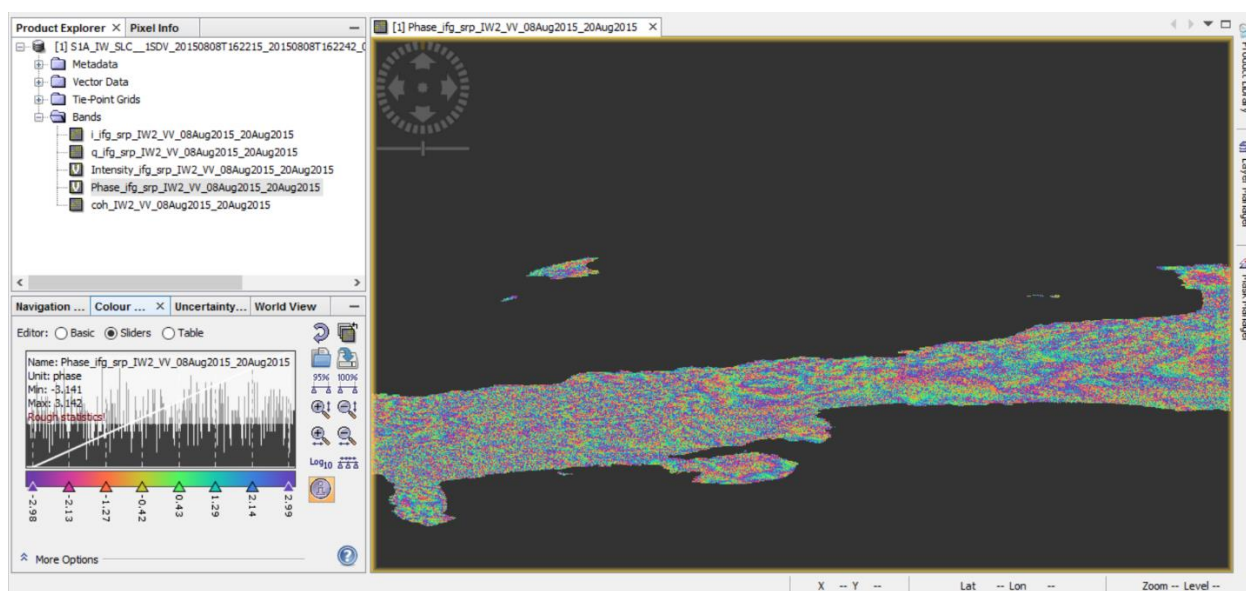 Product Explorer × Pixel Info
[1] S1A_IW_SLC__1SDV_20150808T162215_20150808T162242_0
Metadata
Vector Data
Tie-Point Grids
Bands
i_ifg_srp_IW2_VV_08Aug2015_20Aug2015
q_ifg_srp_IW2_VV_08Aug2015_20Aug2015
Intensity_ifg_srp_IW2_VV_08Aug2015_20Aug2015
Phase_ifg_srp_IW2_VV_08Aug2015_20Aug2015
coh_IW2_VV_08Aug2015_20Aug2015
Navigation ... Colour ... × Uncertainty... World View
Editor: Basic Sliders Table
Name: Phase_ifg_srp_IW2_VV_08Aug2015_20Aug2015
Unit: phase
Min: -3.141
Max: 3.142
Rough statistics!
95% 100%
Log10
-2.98 -2.13 -1.27 -0.42 0.43 1.29 2.14 2.99
More Options
[1] Phase_ifg_srp_IW2_VV_08Aug2015_20Aug2015 ×
Product Library
Layer Manager
Mask Manager
X -- Y -- Lat -- Lon -- Zoom -- Level --